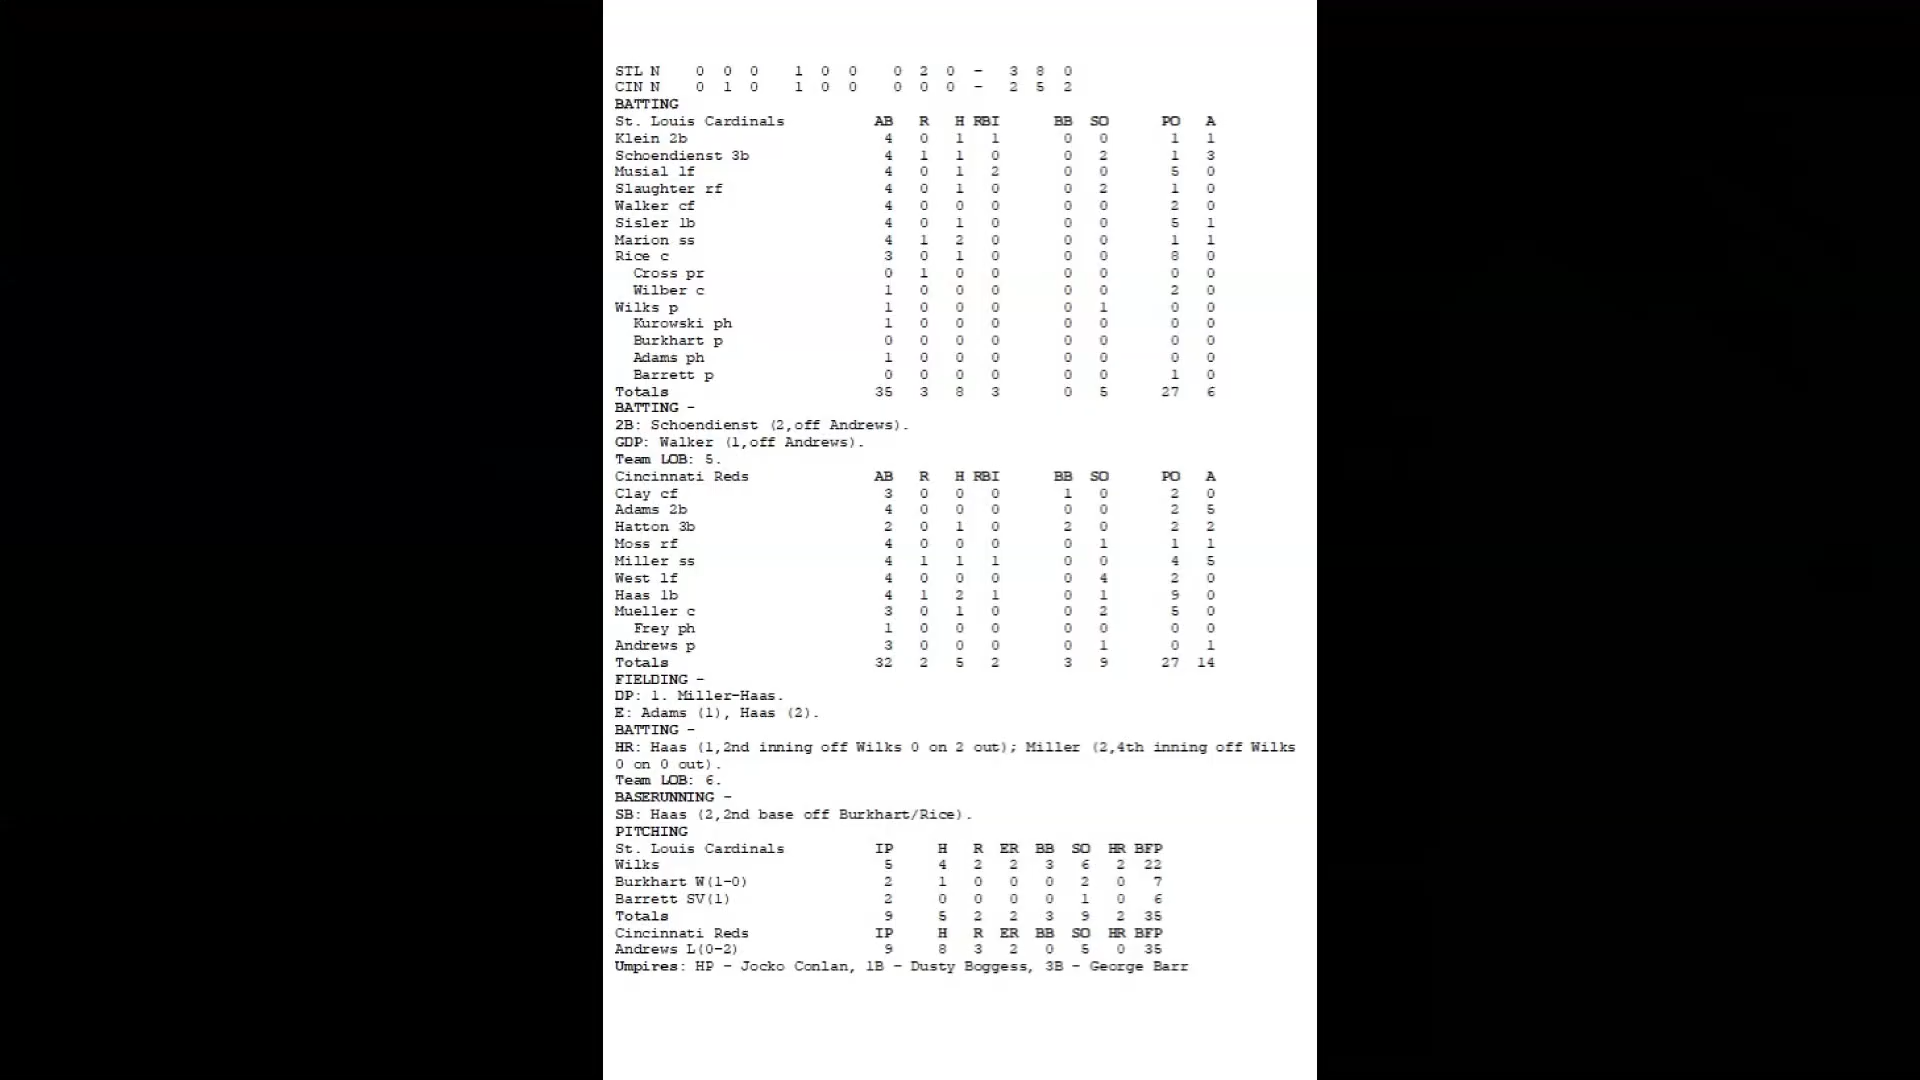 STL N 0 0 0 1 0 0 0 2 0 - 3 8 0
CIN N 0 1 0 1 0 0 0 0 0 - 2 5 2
BATTING
St. Louis Cardinals AB R H RBI BB SO PO A
Klein 2b 4 0 1 1 0 0 1 1
Schoendienst 3b 4 1 1 0 0 2 1 3
Musial lf 4 0 1 2 0 0 5 0
Slaughter rf 4 0 1 0 0 2 1 0
Walker cf 4 0 0 0 0 0 2 0
Sisler 1b 4 0 1 0 0 0 5 1
Marion ss 4 1 2 0 0 0 1 1
Rice c 3 0 1 0 0 0 8 0
Cross pr 0 1 0 0 0 0 0 0
Wilber c 1 0 0 0 0 0 2 0
Wilks p 1 0 0 0 0 1 0 0
Kurowski ph 1 0 0 0 0 0 0 0
Burkhart p 0 0 0 0 0 0 0 0
Adams ph 1 0 0 0 0 0 0 0
Barrett p 0 0 0 0 0 0 1 0
Totals 35 3 8 3 0 5 27 6
BATTING -
2B: Schoendienst (2,off Andrews).
GDP: Walker (1,off Andrews).
Team LOB: 5.
Cincinnati Reds AB R H RBI BB SO PO A
Clay cf 3 0 0 0 1 0 2 0
Adams 2b 4 0 0 0 0 0 2 5
Hatton 3b 2 0 1 0 2 0 2 2
Moss rf 4 0 0 0 0 1 1 1
Miller ss 4 1 1 1 0 0 4 5
West lf 4 0 0 0 0 4 2 0
Haas 1b 4 1 2 1 0 1 9 0
Mueller c 3 0 1 0 0 2 5 0
Frey ph 1 0 0 0 0 0 0 0
Andrews p 3 0 0 0 0 1 0 1
Totals 32 2 5 2 3 9 27 14
FIELDING -
DP: 1. Miller-Haas.
E: Adams (1), Haas (2).
BATTING -
HR: Haas (1,2nd inning off Wilks 0 on 2 out); Miller (2,4th inning off Wilks
0 on 0 out).
Team LOB: 6.
BASERUNNING -
SB: Haas (2,2nd base off Burkhart/Rice).
PITCHING
St. Louis Cardinals IP H R ER BB SO HR BFP
Wilks 5 4 2 2 3 6 2 22
Burkhart W(1-0) 2 1 0 0 0 2 0 7
Barrett SV(1) 2 0 0 0 0 1 0 6
Totals 9 5 2 2 3 9 2 35
Cincinnati Reds IP H R ER BB SO HR BFP
Andrews L(0-2) 9 8 3 2 0 5 0 35
Umpires: HP - Jocko Conlan, 1B - Dusty Boggess, 3B - George Barr